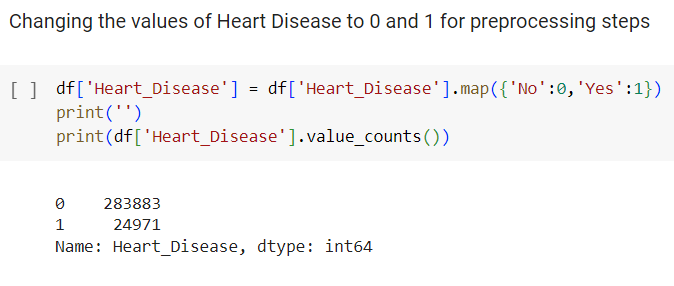 Changing the values of Heart Disease to 0 and 1 for preprocessing steps
[ ] df['Heart_Disease'] = df['Heart_Disease'].map({'No':0,'Yes':1})
print('')
print(df['Heart_Disease'].value_counts())
0    283883
1     24971
Name: Heart_Disease, dtype: int64